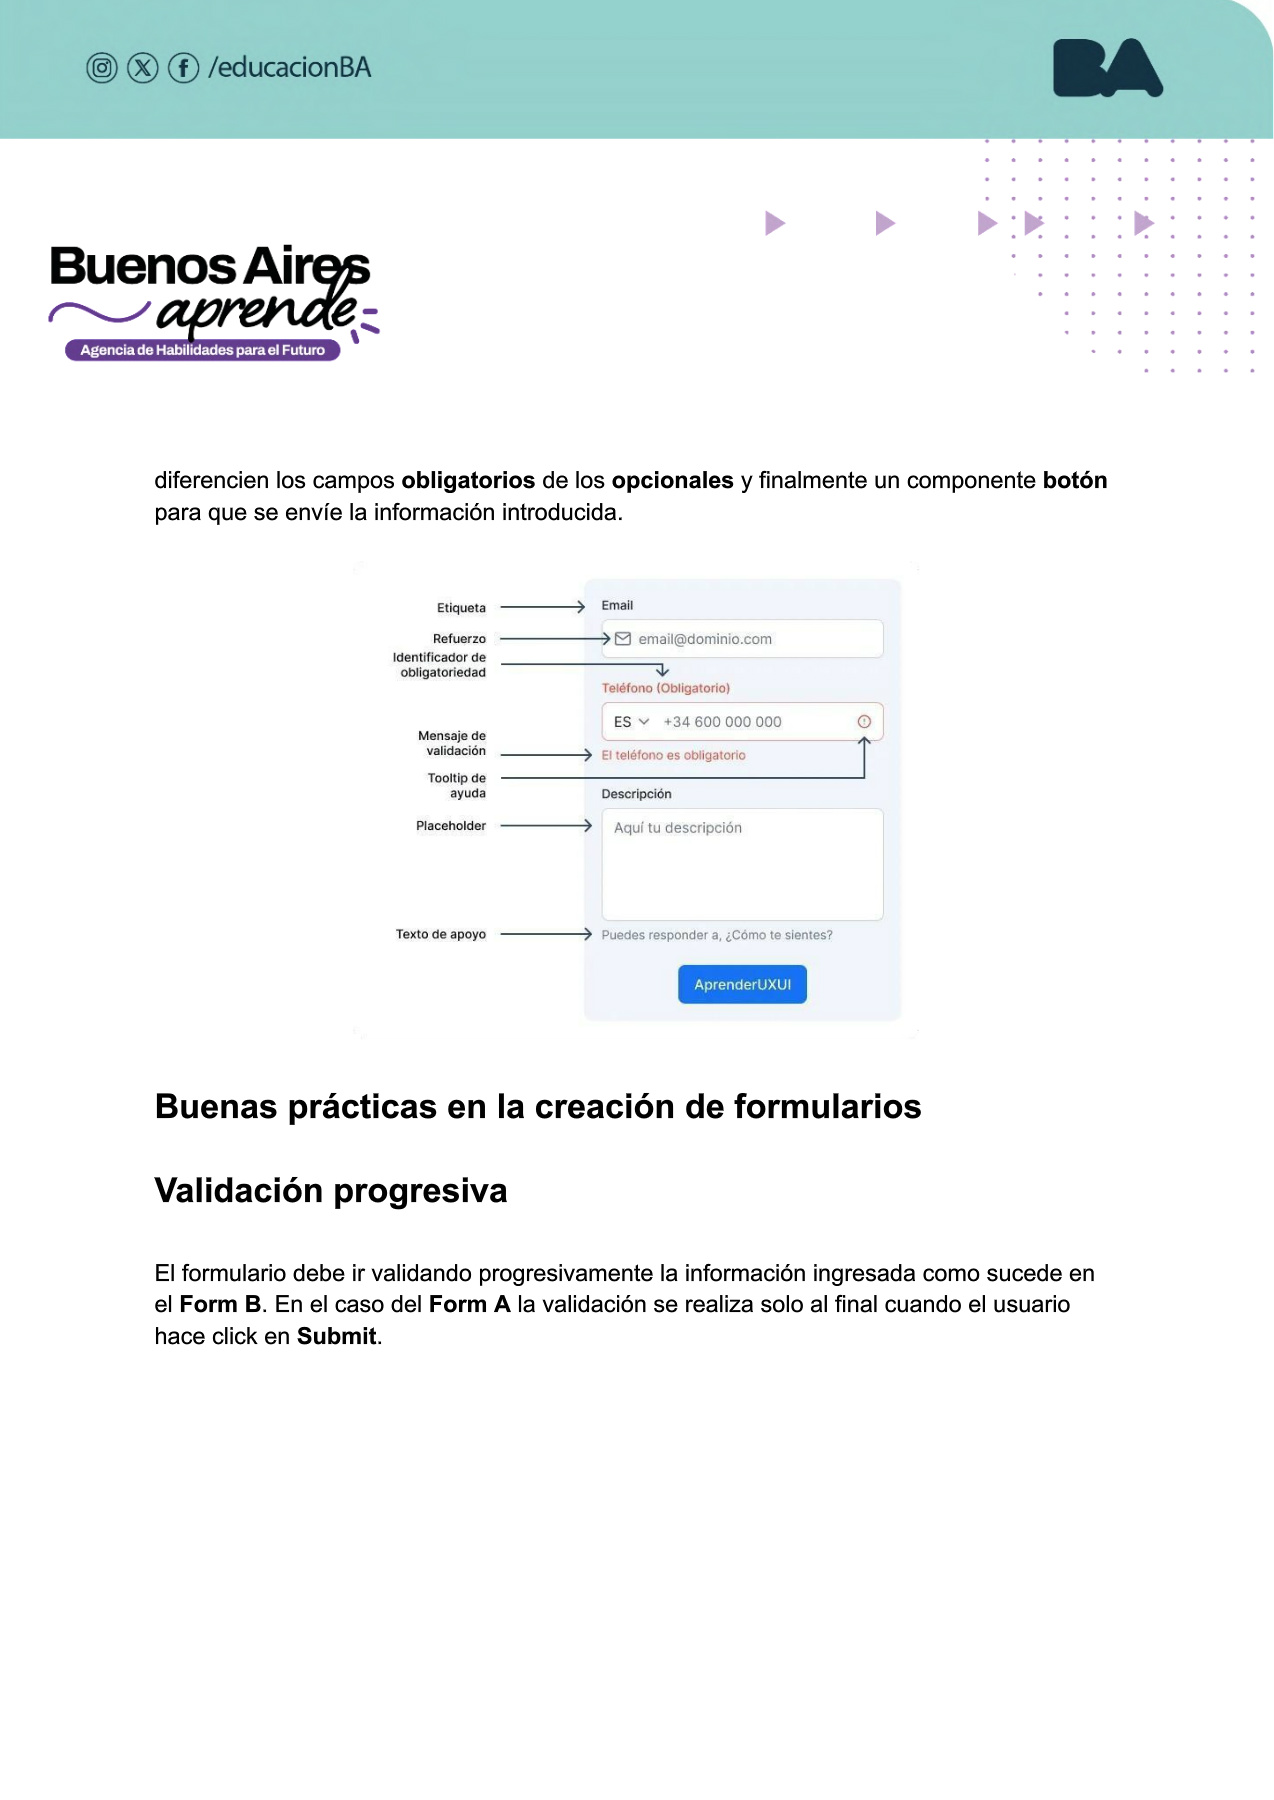 /educacionBA
BA
Buenos Aires
aprende
Agencia de Habilidades para el Futuro
diferencien los campos obligatorios de los opcionales y finalmente un componente botón
para que se envíe la información introducida.
Etiqueta
Email
Refuerzo
email@dominio.com
Identificador de
obligatoriedad
Teléfono (Obligatorio)
ES
+34 600 000 000
Mensaje de
validación
El teléfono es obligatorio
Tooltip de
ayuda
Descripción
Placeholder
Aquí tu descripción
Texto de apoyo
Puedes responder a, ¿Cómo te sientes?
AprenderUXUI
Buenas prácticas en la creación de formularios
Validación progresiva
El formulario debe ir validando progresivamente la información ingresada como sucede en
el Form B. En el caso del Form A la validación se realiza solo al final cuando el usuario
hace click en Submit.